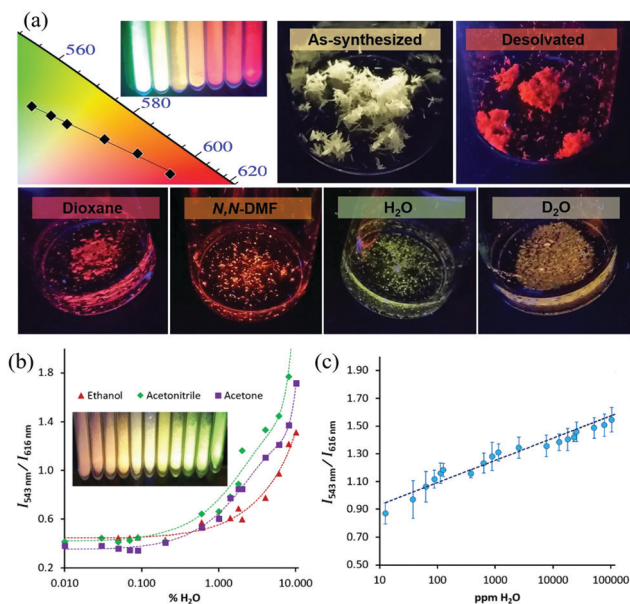 (a)
560
580
600
620
As-synthesized
Desolvated
Dioxane
N,N-DMF
H₂O
D₂O
(b)
I543 nm / I616 nm
1.8
1.4
1.0
0.6
0.2
Ethanol
Acetonitrile
Acetone
0.010
0.100
1.000
10.000
% H₂O
(c)
I543 nm / I616 nm
1.70
1.50
1.30
1.10
0.90
0.70
0.50
10
100
1000
10000
100000
ppm H₂O